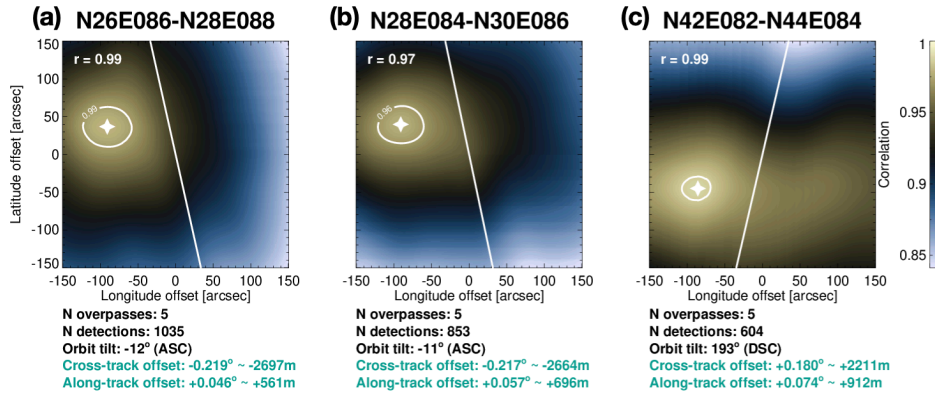 (a) N26E086-N28E088
r = 0.99
0.99
150
100
50
0
-50
-100
-150
Latitude offset [arcsec]
-150 -100 -50 0 50 100 150
Longitude offset [arcsec]
N overpasses: 5
N detections: 1035
Orbit tilt: -12° (ASC)
Cross-track offset: -0.219° ~ -2697m
Along-track offset: +0.046° ~ +561m
(b) N28E084-N30E086
r = 0.97
0.96
-150 -100 -50 0 50 100 150
Longitude offset [arcsec]
N overpasses: 5
N detections: 853
Orbit tilt: -11° (ASC)
Cross-track offset: -0.217° ~ -2664m
Along-track offset: +0.057° ~ +696m
(c) N42E082-N44E084
r = 0.99
-150 -100 -50 0 50 100 150
Longitude offset [arcsec]
N overpasses: 5
N detections: 604
Orbit tilt: 193° (DSC)
Cross-track offset: +0.180° ~ +2211m
Along-track offset: +0.074° ~ +912m
1
0.95
0.9
0.85
Correlation